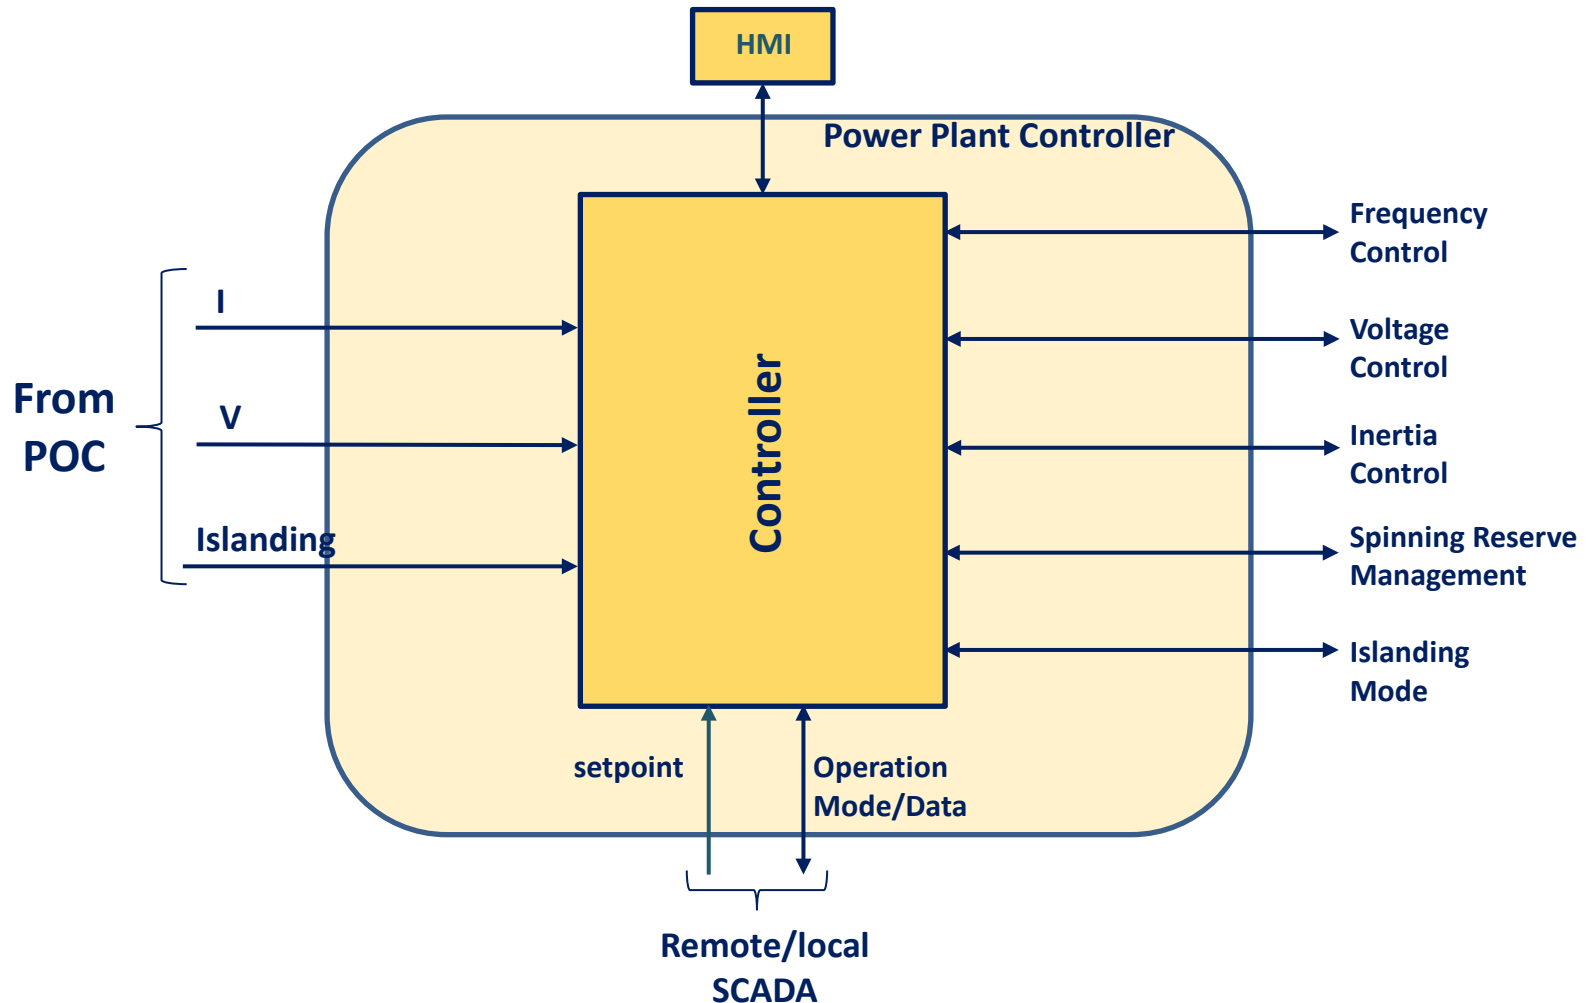 HMI
Power Plant Controller
Frequency
Control
I
Voltage
Control
From
POC
V
Controller
Inertia
Control
Islanding
Spinning Reserve
Management
Islanding
Mode
setpoint
Operation
Mode/Data
Remote/local
SCADA